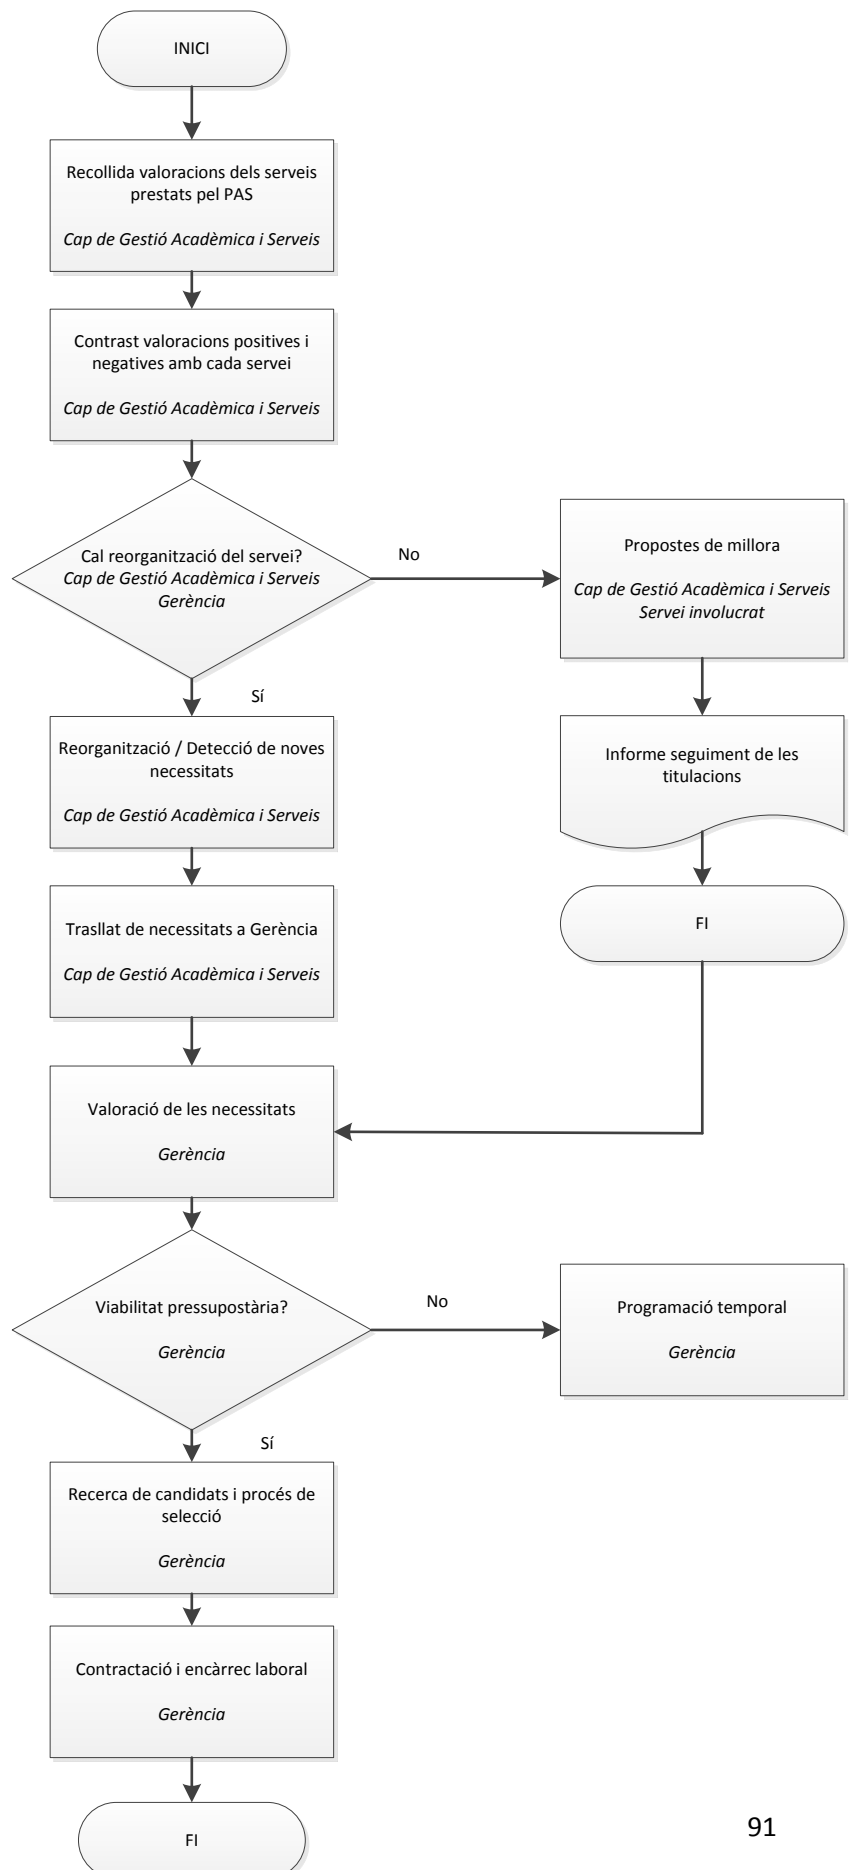 INICI
Recollida valoracions dels serveis
prestats pel PAS
Cap de Gestió Acadèmica i Serveis
Contrast valoracions positives i
negatives amb cada servei
Cap de Gestió Acadèmica i Serveis
Cal reorganització del servei?
Cap de Gestió Acadèmica i Serveis
Gerència
No
Propostes de millora
Cap de Gestió Acadèmica i Serveis
Servei involucrat
Sí
Reorganització / Detecció de noves
necessitats
Cap de Gestió Acadèmica i Serveis
Informe seguiment de les
titulacions
Trasllat de necessitats a Gerència
Cap de Gestió Acadèmica i Serveis
FI
Valoració de les necessitats
Gerència
Viabilitat pressupostària?
Gerència
No
Programació temporal
Gerència
Sí
Recerca de candidats i procés de
selecció
Gerència
Contractació i encàrrec laboral
Gerència
FI
91